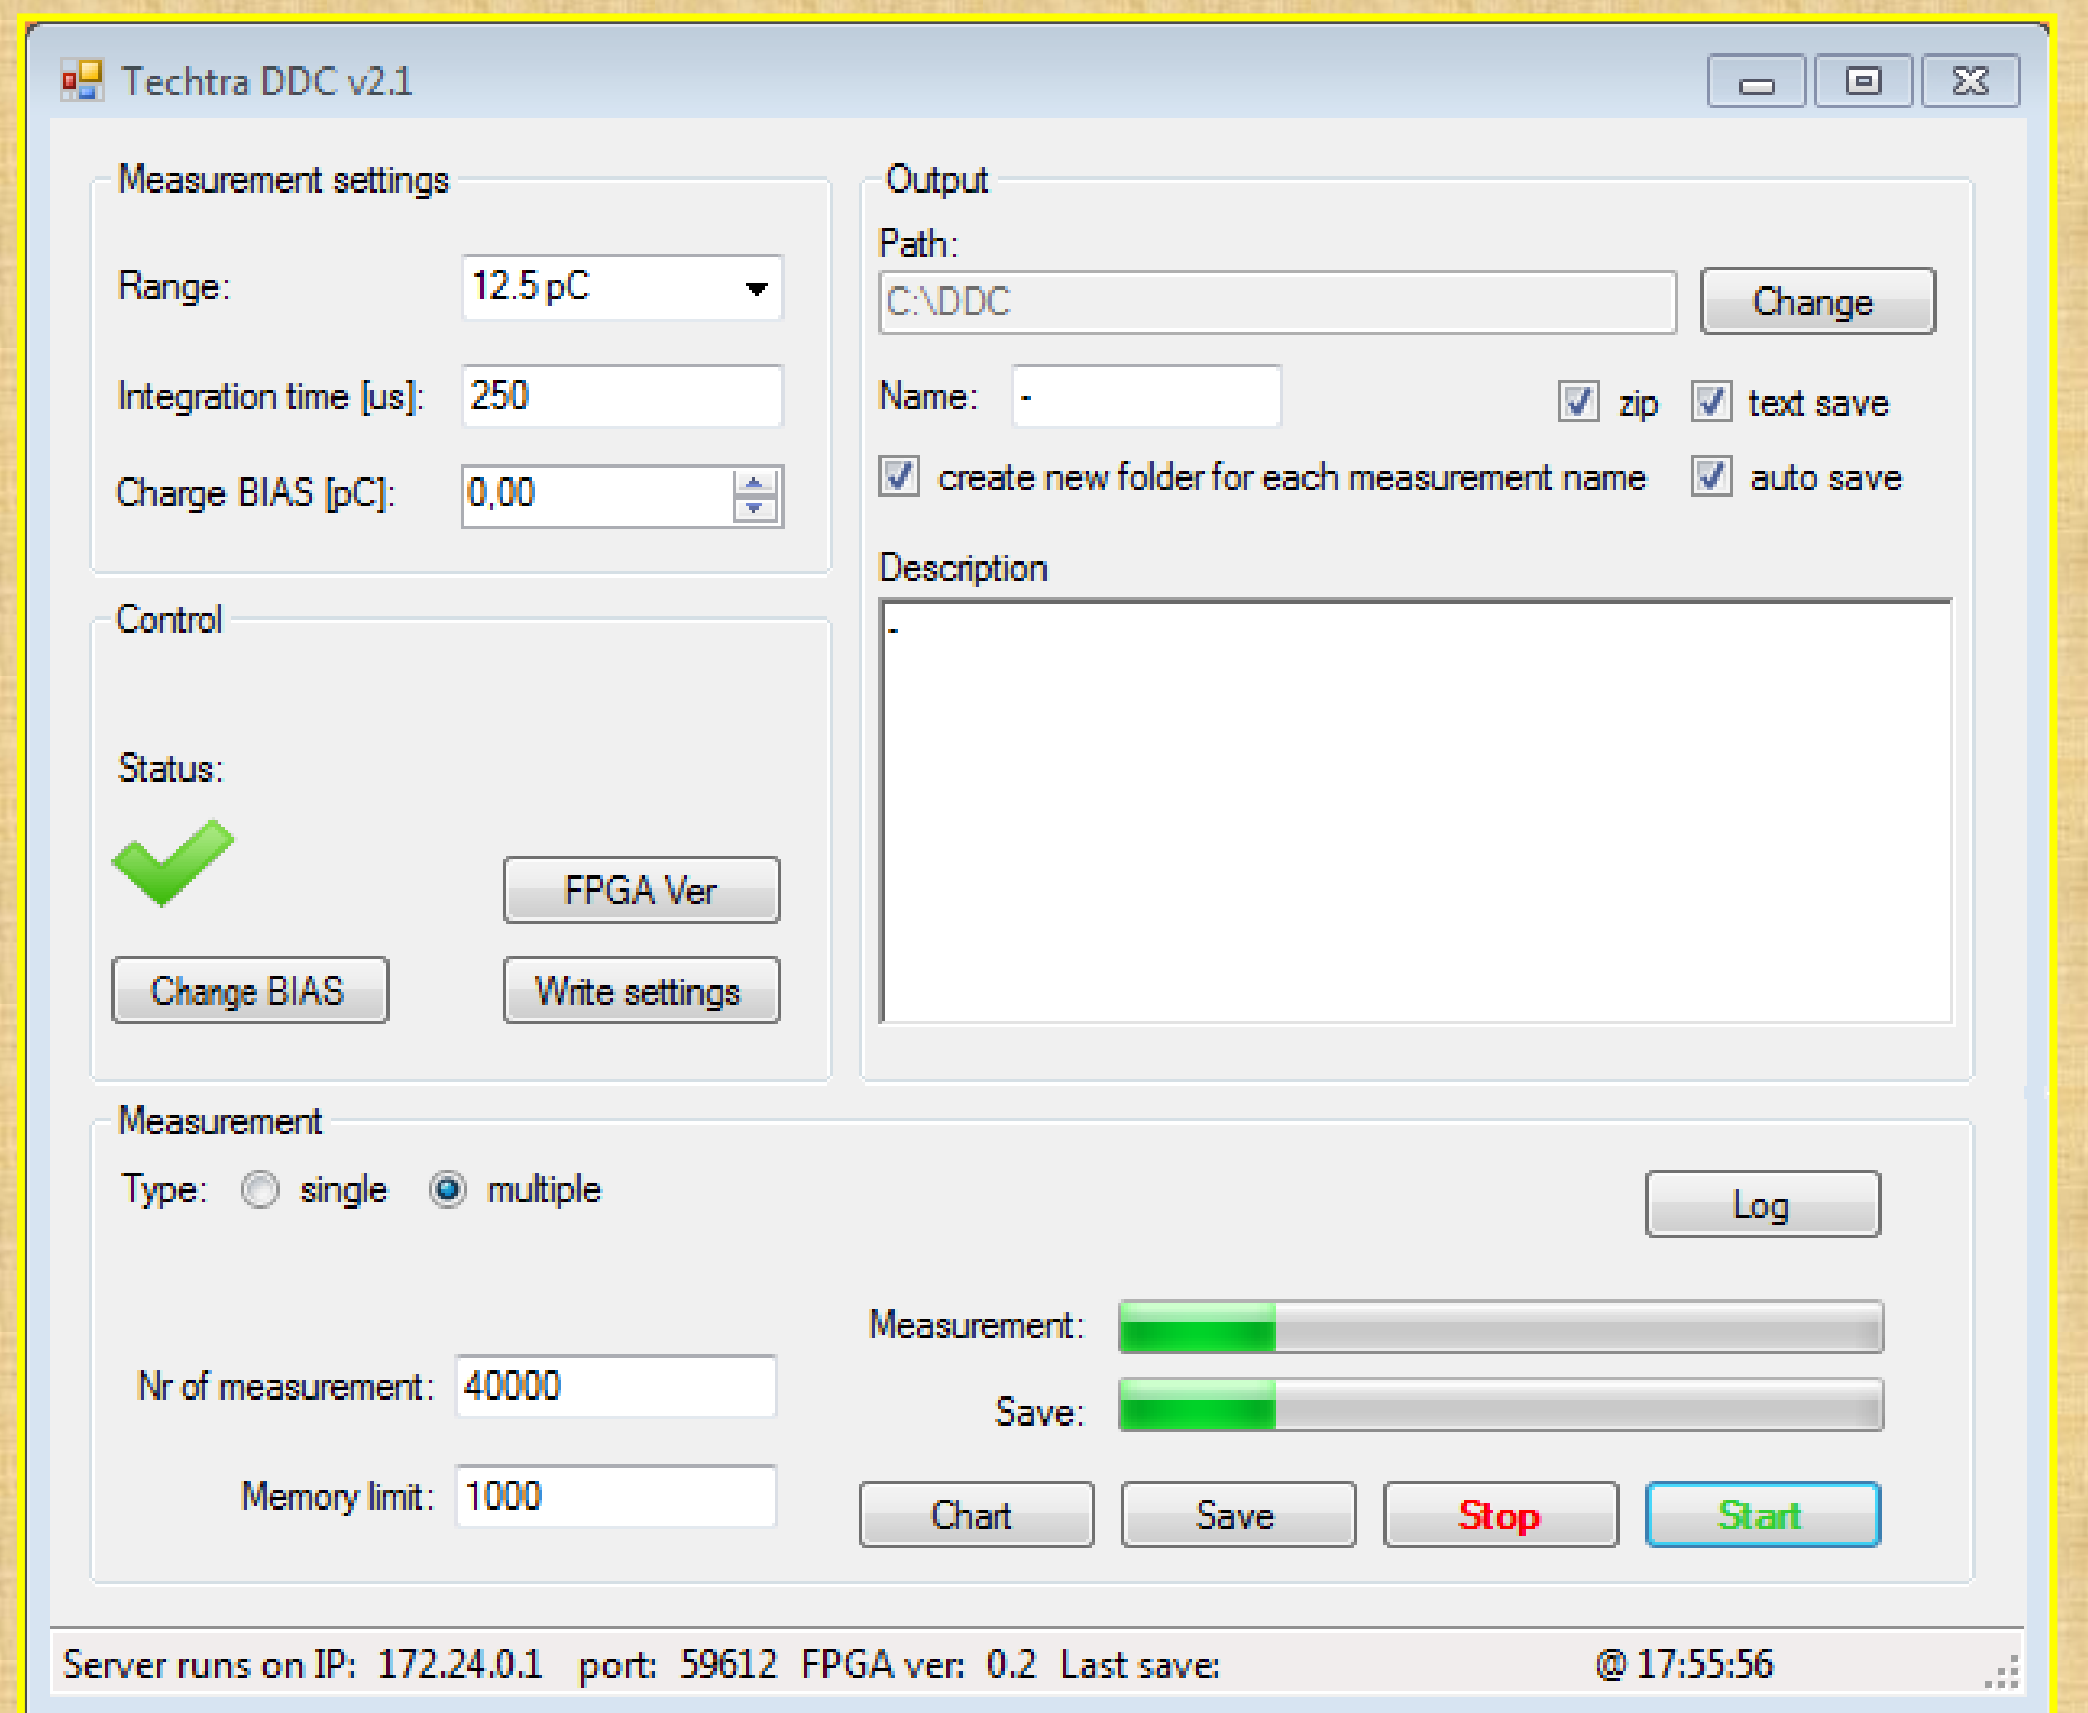 Techtra DDC v2.1
Measurement settings
Range: 12.5 pC
Integration time [us]: 250
Charge BIAS [pC]: 0,00
Output
Path:
C:\DDC Change
Name: - zip text save
create new folder for each measurement name auto save
Description
-
Control
Status:
FPGA Ver
Change BIAS Write settings
Measurement
Type: single multiple
Log
Measurement:
Nr of measurement: 40000
Save:
Memory limit: 1000
Chart Save Stop Start
Server runs on IP: 172.24.0.1 port: 59612 FPGA ver: 0.2 Last save: @ 17:55:56